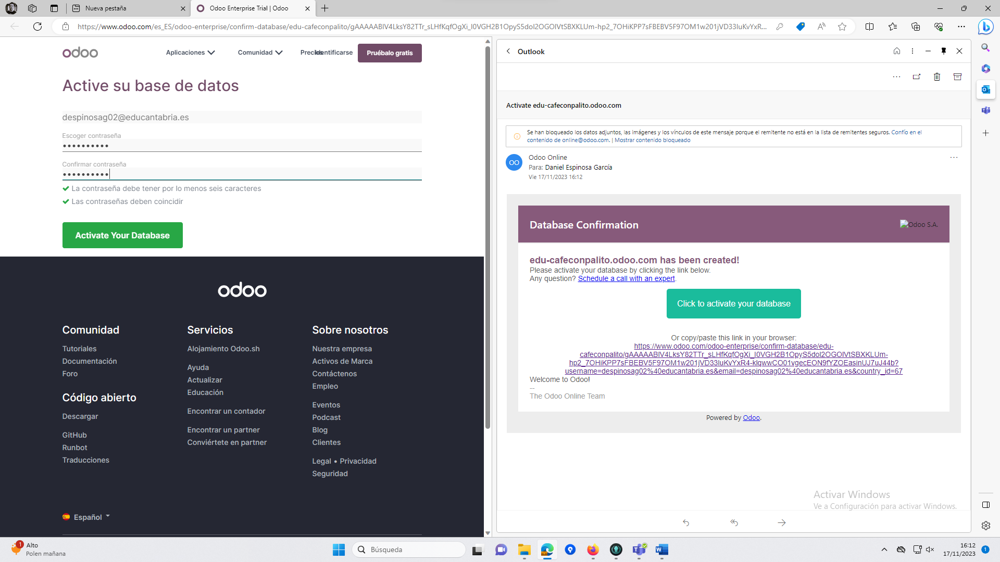 Nueva pestaña
Odoo Enterprise Trial | Odoo
https://www.odoo.com/es_ES/odoo-enterprise/confirm-database/edu-cafeconpalito/gAAAAABlV4LksY82TTr_sLHfKqfOgXi_I0VGH2B1OpyS5dol2OGOlVtSBXKLUm-hp2_7OHiKPP7sFBEBV5F97OM1w201jVD33luKvYxR...
odoo
Aplicaciones
Comunidad
Precios
Identificarse
Pruébalo gratis
Active su base de datos
despinosag02@educantabria.es
Escoger contraseña
••••••••••
Confirmar contraseña
••••••••••
La contraseña debe tener por lo menos seis caracteres
Las contraseñas deben coincidir
Activate Your Database
odoo
Comunidad
Tutoriales
Documentación
Foro
Código abierto
Descargar
GitHub
Runbot
Traducciones
Servicios
Alojamiento Odoo.sh
Ayuda
Actualizar
Educación
Encontrar un contador
Encontrar un partner
Conviértete en partner
Sobre nosotros
Nuestra empresa
Activos de Marca
Contáctenos
Empleo
Eventos
Podcast
Blog
Clientes
Legal • Privacidad
Seguridad
Español
Outlook
Activate edu-cafeconpalito.odoo.com
Se han bloqueado los datos adjuntos, las imágenes y los vínculos de este mensaje porque el remitente no está en la lista de remitentes seguros. Confío en el
contenido de online@odoo.com. | Mostrar contenido bloqueado
OO
Odoo Online
Para: Daniel Espinosa García
Vie 17/11/2023 16:12
Database Confirmation
Odoo S.A.
edu-cafeconpalito.odoo.com has been created!
Please activate your database by clicking the link below.
Any question? Schedule a call with an expert.
Click to activate your database
Or copy/paste this link in your browser:
https://www.odoo.com/odoo-enterprise/confirm-database/edu-
cafeconpalito/gAAAAABlV4LksY82TTr_sLHfKqfOgXi_I0VGH2B1OpyS5dol2OGOlVtSBXKLUm-
hp2_7OHiKPP7sFBEBV5F97OM1w201jVD33luKvYxR4-klqwwCO01vgecEON9fYZOEasinUJ7uJ44b?
username=despinosag02%40educantabria.es&email=despinosag02%40educantabria.es&country_id=67
Welcome to Odoo!
--
The Odoo Online Team
Powered by Odoo.
Activar Windows
Ve a Configuración para activar Windows.
1
Alto
Polen mañana
Búsqueda
16:12
17/11/2023
1